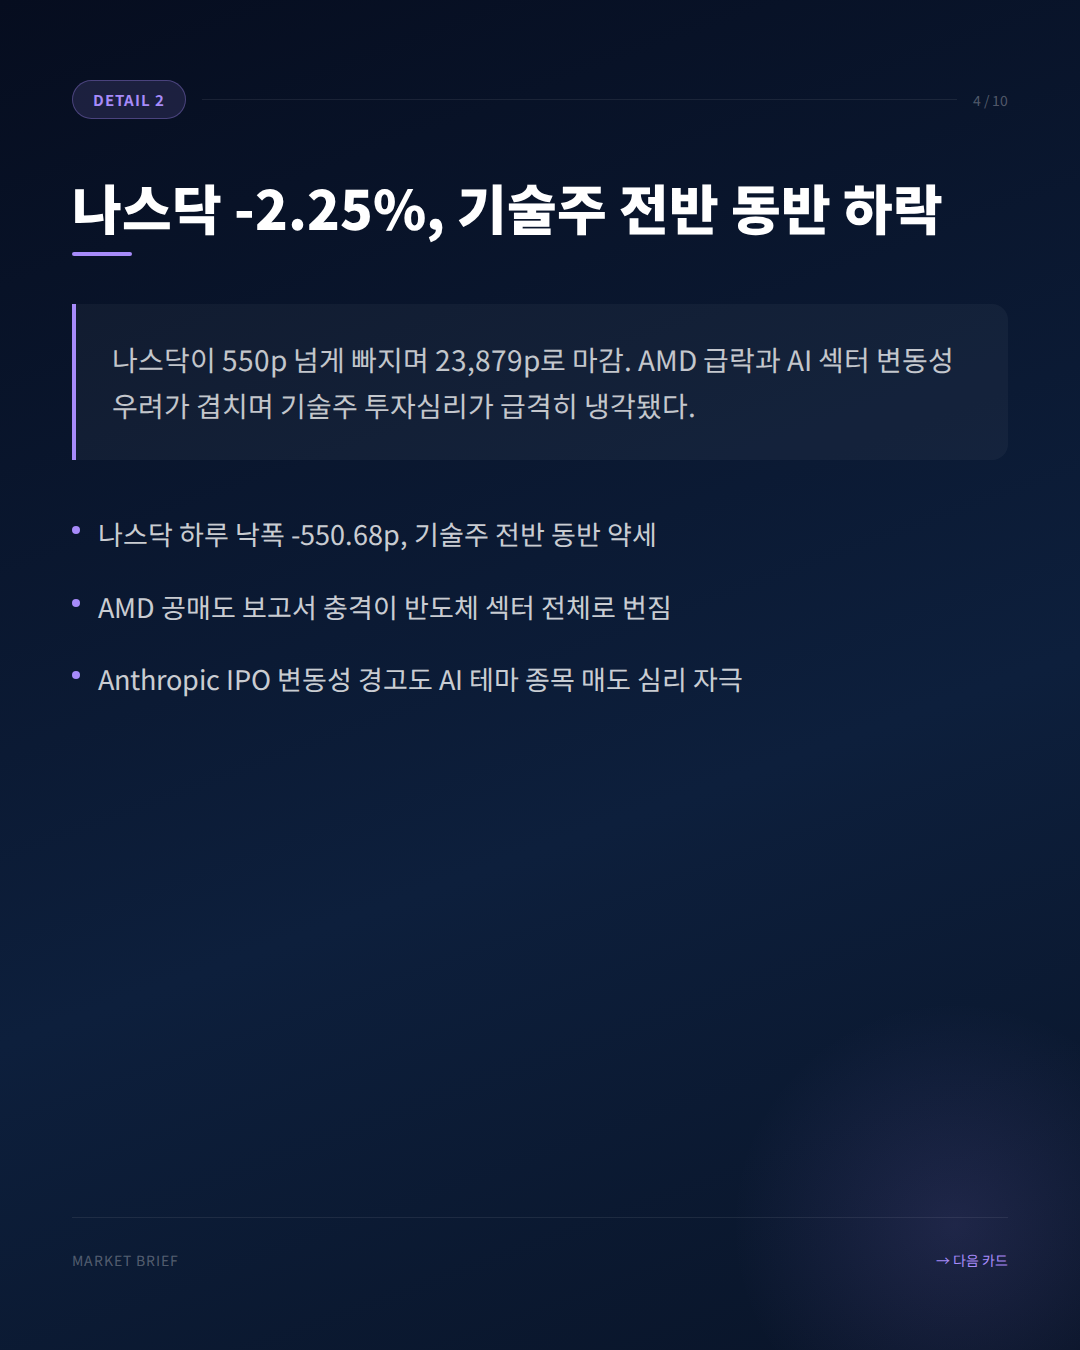 DETAIL 2
4 / 10
나스닥 -2.25%, 기술주 전반 동반 하락
나스닥이 550p 넘게 빠지며 23,879p로 마감. AMD 급락과 AI 섹터 변동성
우려가 겹치며 기술주 투자심리가 급격히 냉각됐다.
나스닥 하루 낙폭 -550.68p, 기술주 전반 동반 약세
AMD 공매도 보고서 충격이 반도체 섹터 전체로 번짐
Anthropic IPO 변동성 경고도 AI 테마 종목 매도 심리 자극
MARKET BRIEF
→ 다음 카드